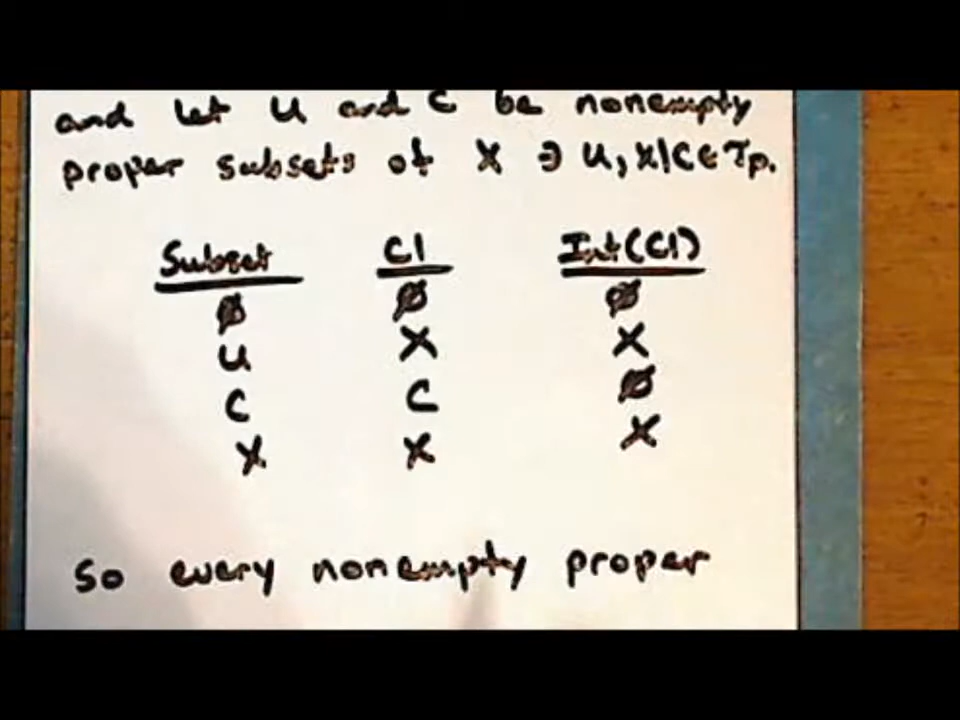 and let U and C be nonempty
proper subsets of X ∋ U, X\C ∈ Tp.
Subset Cl Int(Cl)
∅ ∅ ∅
U X X
C C ∅
X X X
So every nonempty proper